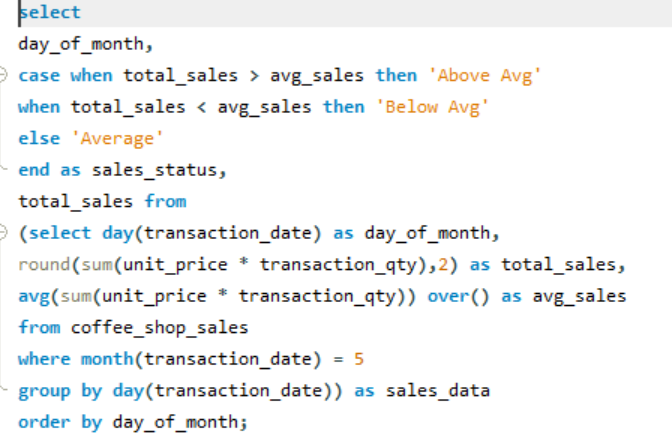 select
day_of_month,
case when total_sales > avg_sales then 'Above Avg'
when total_sales < avg_sales then 'Below Avg'
else 'Average'
end as sales_status,
total_sales from
(select day(transaction_date) as day_of_month,
round(sum(unit_price * transaction_qty),2) as total_sales,
avg(sum(unit_price * transaction_qty)) over() as avg_sales
from coffee_shop_sales
where month(transaction_date) = 5
group by day(transaction_date)) as sales_data
order by day_of_month;